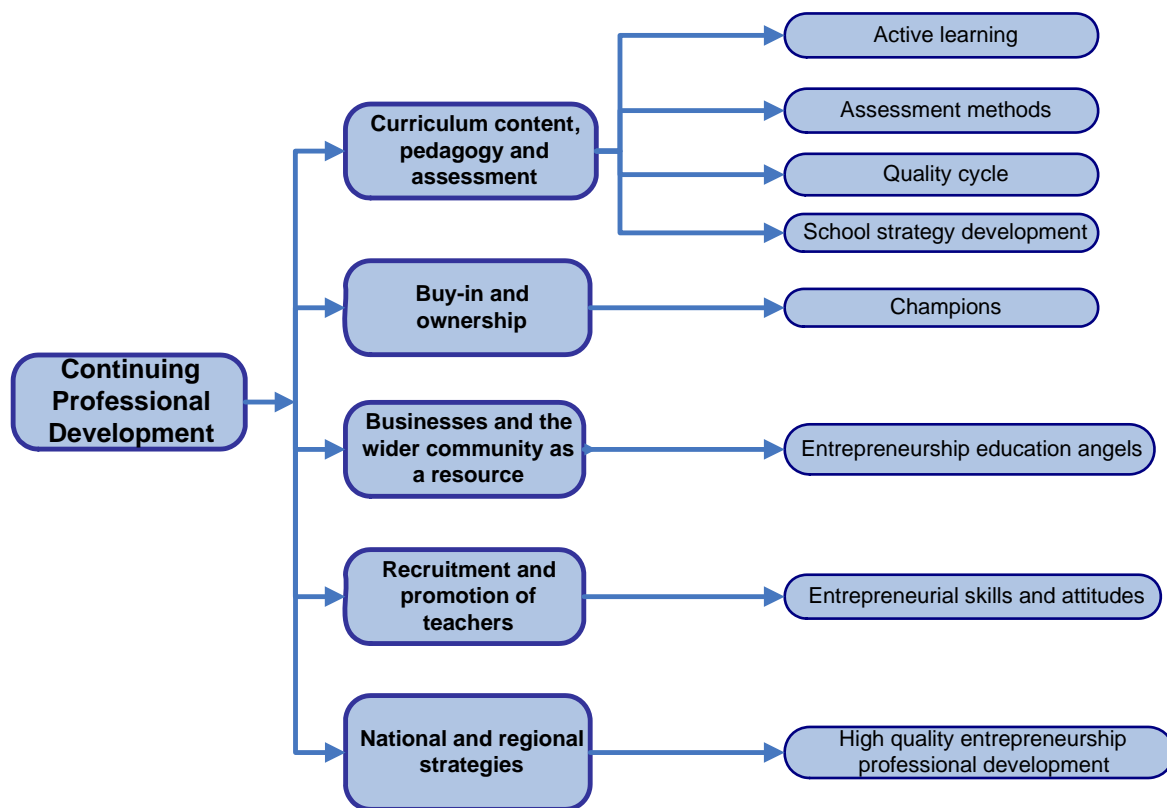 Continuing
Professional
Development
Curriculum content,
pedagogy and
assessment
Active learning
Assessment methods
Quality cycle
School strategy development
Buy-in and
ownership
Champions
Businesses and the
wider community as
a resource
Entrepreneurship education angels
Recruitment and
promotion of
teachers
Entrepreneurial skills and attitudes
National and regional
strategies
High quality entrepreneurship
professional development